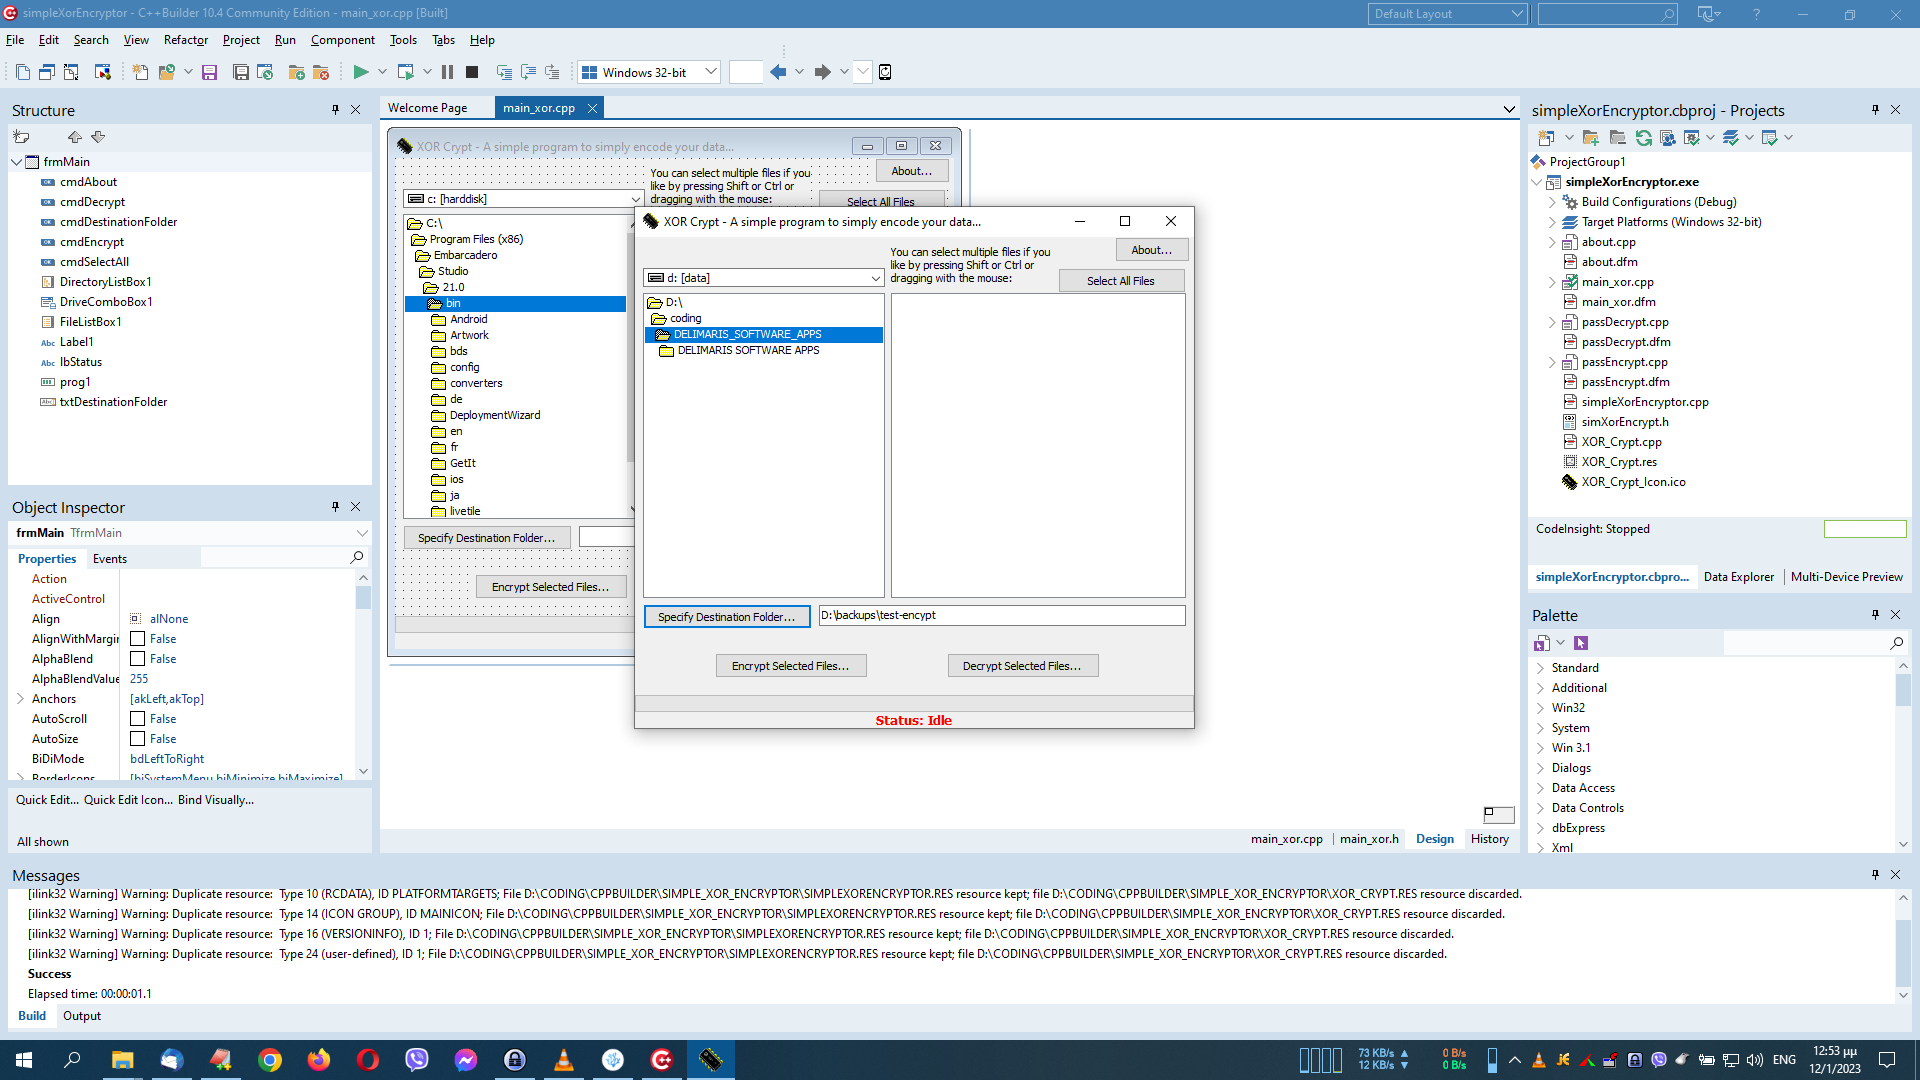 simpleXorEncryptor - C++Builder 10.4 Community Edition - main_xor.cpp [Built]
Default Layout
?
File Edit Search View Refactor Project Run Component Tools Tabs Help
Windows 32-bit
Structure
frmMain
cmdAbout
cmdDecrypt
cmdDestinationFolder
cmdEncrypt
cmdSelectAll
DirectoryListBox1
DriveComboBox1
FileListBox1
Abc Label1
Abc lbStatus
prog1
txtDestinationFolder
Object Inspector
frmMain TfrmMain
Properties Events
Action
ActiveControl
Align alNone
AlignWithMargin False
AlphaBlend False
AlphaBlendValue 255
Anchors [akLeft,akTop]
AutoScroll False
AutoSize False
BiDiMode bdLeftToRight
BorderIcons [biSystemMenu,biMinimize,biMaximize]
Quick Edit... Quick Edit Icon... Bind Visually...
All shown
Welcome Page main_xor.cpp
XOR Crypt - A simple program to simply encode your data...
You can select multiple files if you
like by pressing Shift or Ctrl or
dragging with the mouse:
About...
Select All Files
c: [harddisk]
C:\
Program Files (x86)
Embarcadero
Studio
21.0
bin
Android
Artwork
bds
config
converters
de
DeploymentWizard
en
fr
GetIt
ios
ja
livetile
Specify Destination Folder...
Encrypt Selected Files...
XOR Crypt - A simple program to simply encode your data...
You can select multiple files if you
like by pressing Shift or Ctrl or
dragging with the mouse:
About...
Select All Files
d: [data]
D:\
coding
DELIMARIS_SOFTWARE_APPS
DELIMARIS SOFTWARE APPS
Specify Destination Folder...
D:\backups\test-encypt
Encrypt Selected Files...
Decrypt Selected Files...
Status: Idle
main_xor.cpp main_xor.h Design History
simpleXorEncryptor.cbproj - Projects
ProjectGroup1
simpleXorEncryptor.exe
Build Configurations (Debug)
Target Platforms (Windows 32-bit)
about.cpp
about.dfm
main_xor.cpp
main_xor.dfm
passDecrypt.cpp
passDecrypt.dfm
passEncrypt.cpp
passEncrypt.dfm
simpleXorEncryptor.cpp
simXorEncrypt.h
XOR_Crypt.cpp
XOR_Crypt.res
XOR_Crypt_Icon.ico
CodeInsight: Stopped
simpleXorEncryptor.cbpro... Data Explorer Multi-Device Preview
Palette
Standard
Additional
Win32
System
Win 3.1
Dialogs
Data Access
Data Controls
dbExpress
Xml
Messages
[ilink32 Warning] Warning: Duplicate resource: Type 10 (RCDATA), ID PLATFORMTARGETS; File D:\CODING\CPPBUILDER\SIMPLE_XOR_ENCRYPTOR\SIMPLEXORENCRYPTOR.RES resource kept; file D:\CODING\CPPBUILDER\SIMPLE_XOR_ENCRYPTOR\XOR_CRYPT.RES resource discarded.
[ilink32 Warning] Warning: Duplicate resource: Type 14 (ICON GROUP), ID MAINICON; File D:\CODING\CPPBUILDER\SIMPLE_XOR_ENCRYPTOR\SIMPLEXORENCRYPTOR.RES resource kept; file D:\CODING\CPPBUILDER\SIMPLE_XOR_ENCRYPTOR\XOR_CRYPT.RES resource discarded.
[ilink32 Warning] Warning: Duplicate resource: Type 16 (VERSIONINFO), ID 1; File D:\CODING\CPPBUILDER\SIMPLE_XOR_ENCRYPTOR\SIMPLEXORENCRYPTOR.RES resource kept; file D:\CODING\CPPBUILDER\SIMPLE_XOR_ENCRYPTOR\XOR_CRYPT.RES resource discarded.
[ilink32 Warning] Warning: Duplicate resource: Type 24 (user-defined), ID 1; File D:\CODING\CPPBUILDER\SIMPLE_XOR_ENCRYPTOR\SIMPLEXORENCRYPTOR.RES resource kept; file D:\CODING\CPPBUILDER\SIMPLE_XOR_ENCRYPTOR\XOR_CRYPT.RES resource discarded.
Success
Elapsed time: 00:00:01.1
Build Output
73 KB/s 0 B/s
12 KB/s 0 B/s
ENG
12:53 μμ
12/1/2023